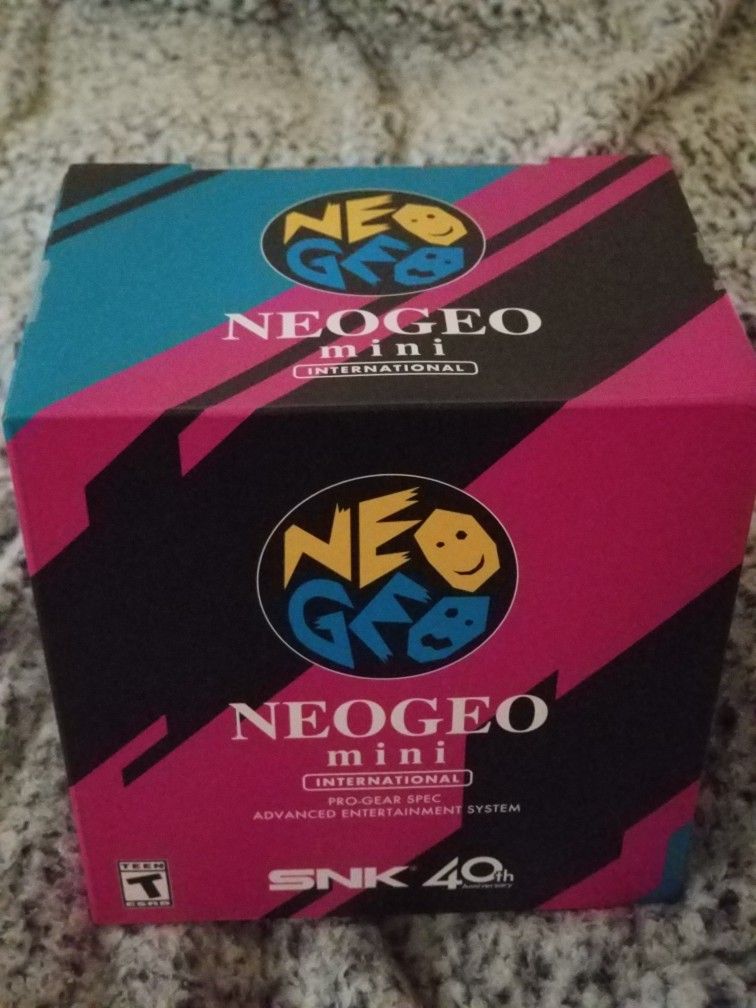 NEO
GEO
NEOGEO
mini
INTERNATIONAL
NEO
GEO
NEOGEO
mini
INTERNATIONAL
PRO-GEAR SPEC
ADVANCED ENTERTAINMENT SYSTEM
TEEN
T
ESRB
SNK® 40th
Anniversary